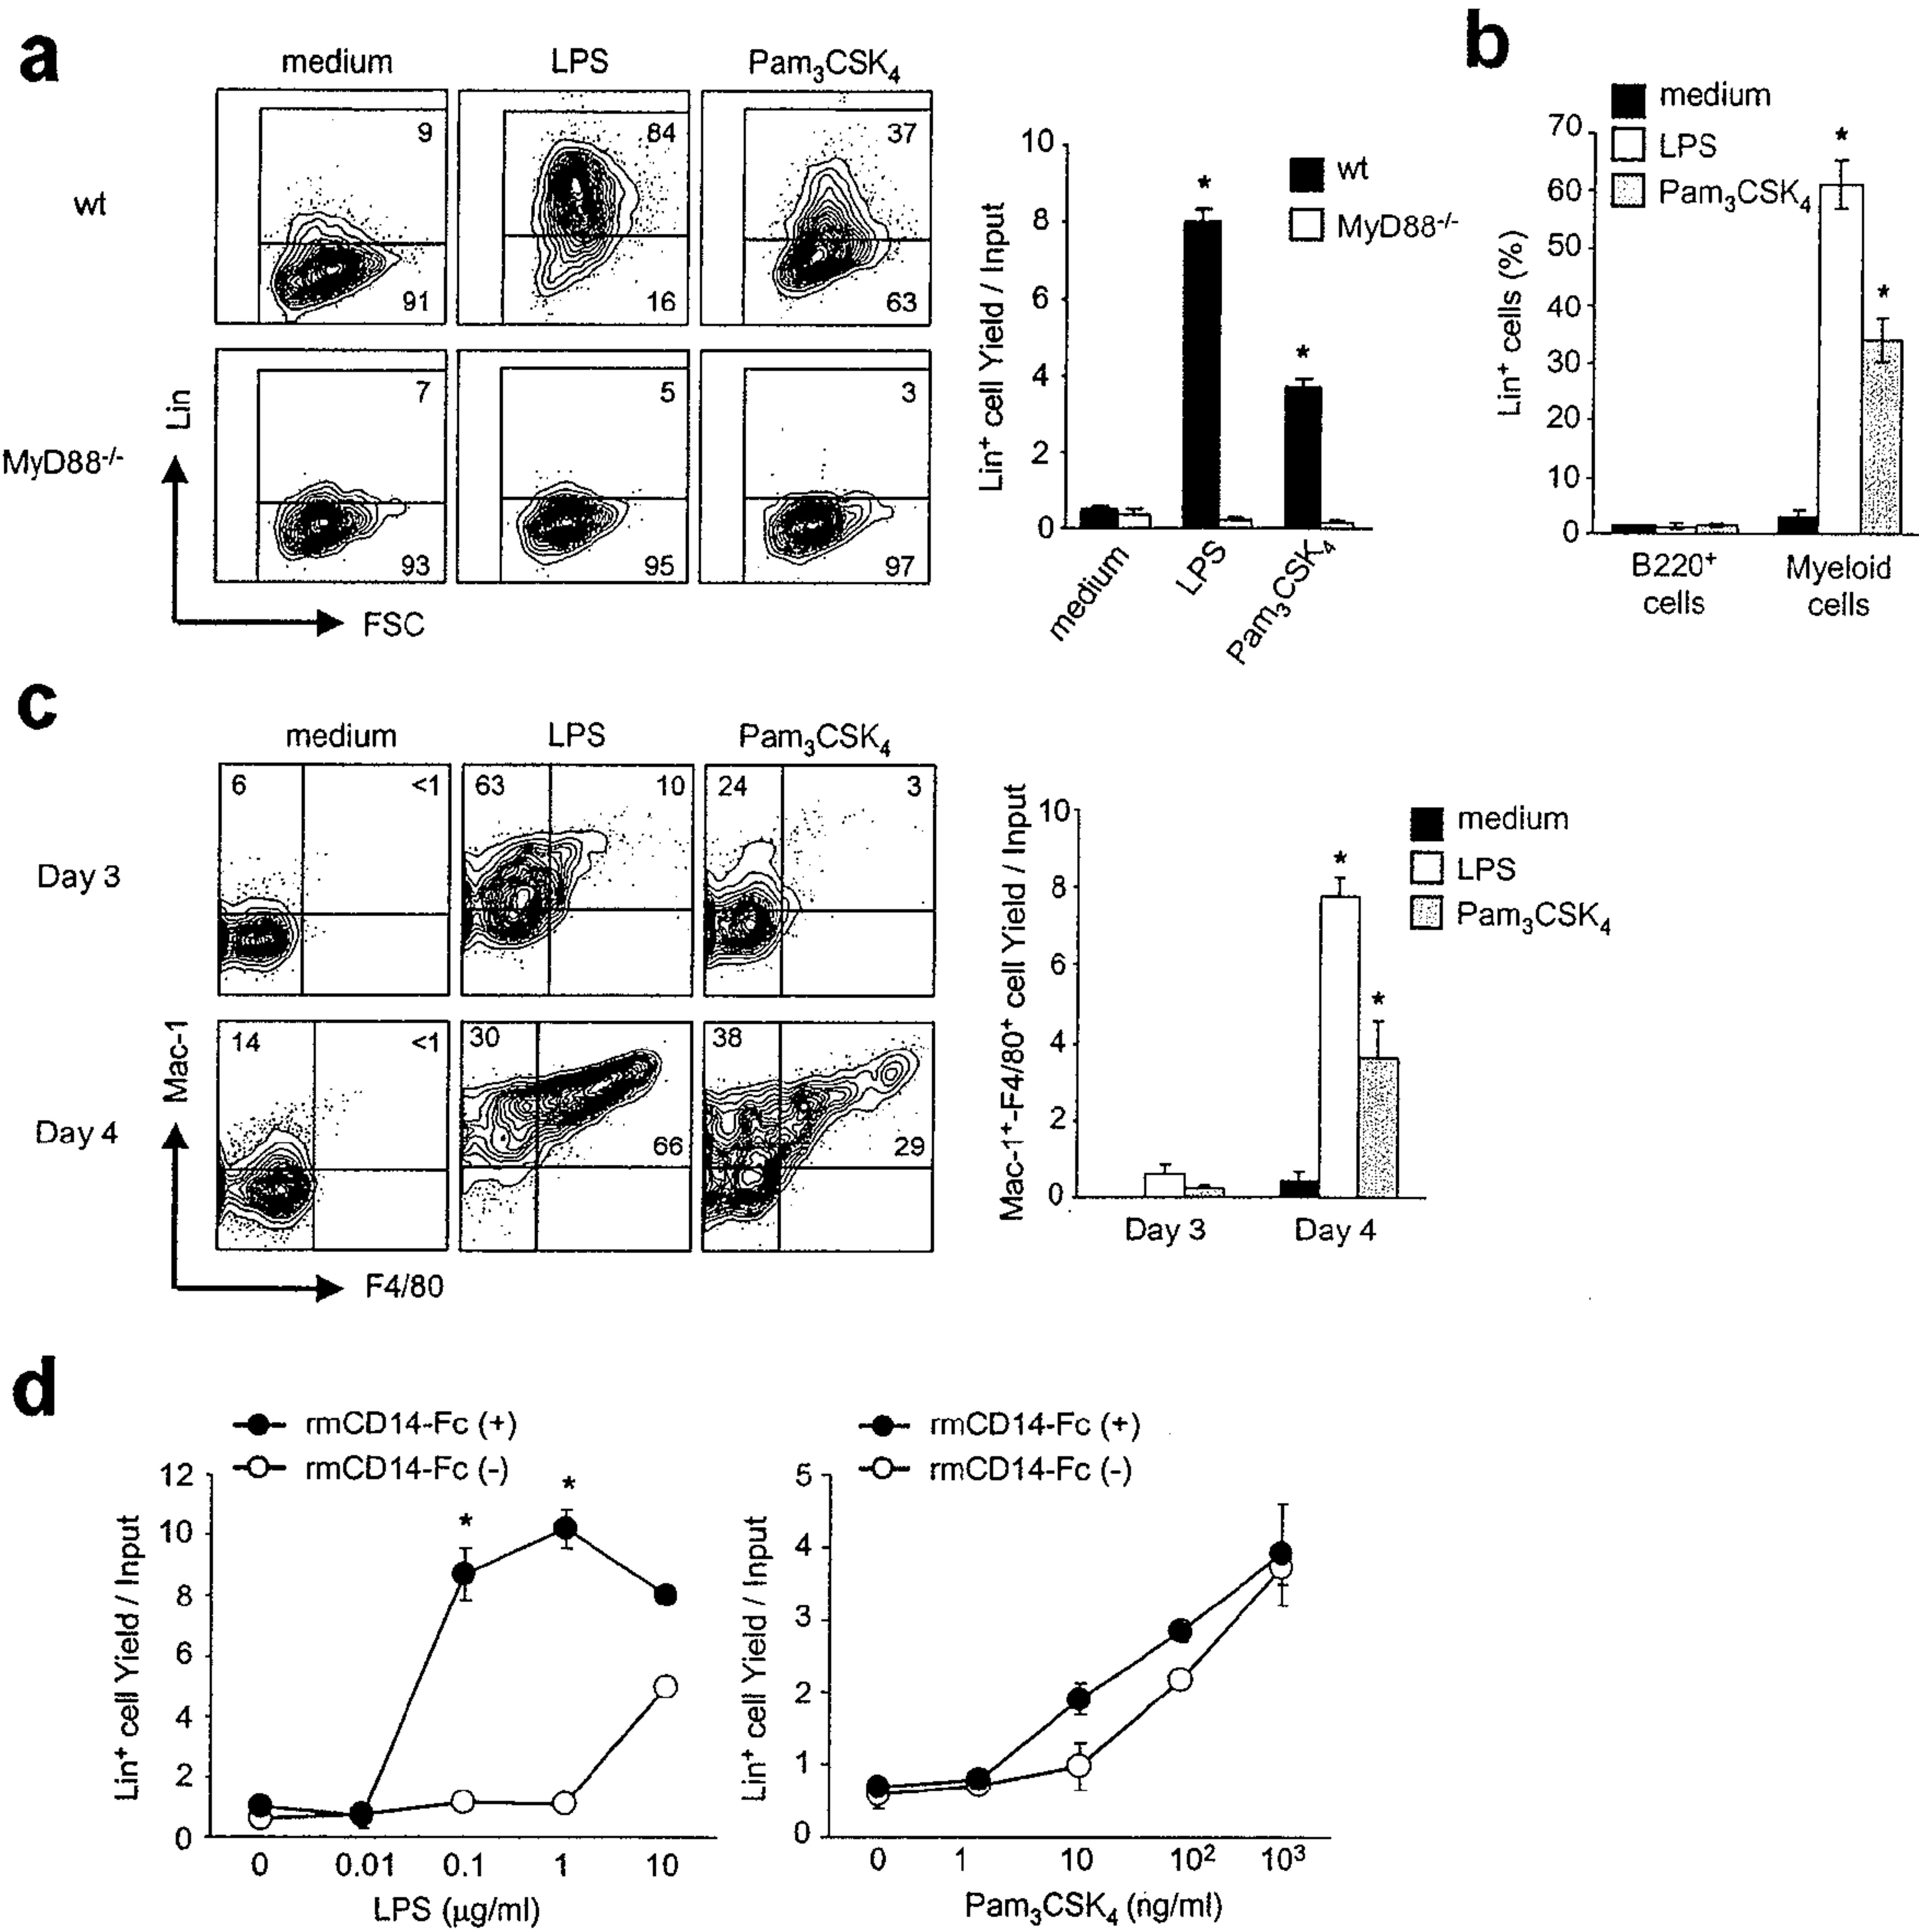 a
medium LPS Pam3CSK4
wt
9 84 37
91 16 63
MyD88-/-
7 5 3
93 95 97
Lin
FSC
Lin+ cell Yield / Input
10
8
6
4
2
0
wt
MyD88-/-
medium LPS Pam3CSK4
* *
b
medium
LPS
Pam3CSK4
Lin+ cells (%)
70
60
50
40
30
20
10
0
* *
B220+ cells
Myeloid cells
c
medium LPS Pam3CSK4
Day 3
6 <1 63 10 24 3
Day 4
14 <1 30 66 38 29
Mac-1
F4/80
Mac-1+-F4/80+ cell Yield / Input
10
8
6
4
2
0
* *
Day 3 Day 4
medium
LPS
Pam3CSK4
d
rmCD14-Fc (+)
rmCD14-Fc (-)
Lin+ cell Yield / Input
12
10
8
6
4
2
0
* *
0 0.01 0.1 1 10
LPS (μg/ml)
rmCD14-Fc (+)
rmCD14-Fc (-)
Lin+ cell Yield / Input
5
4
3
2
1
0
0 1 10 10² 10³
Pam3CSK4 (ng/ml)